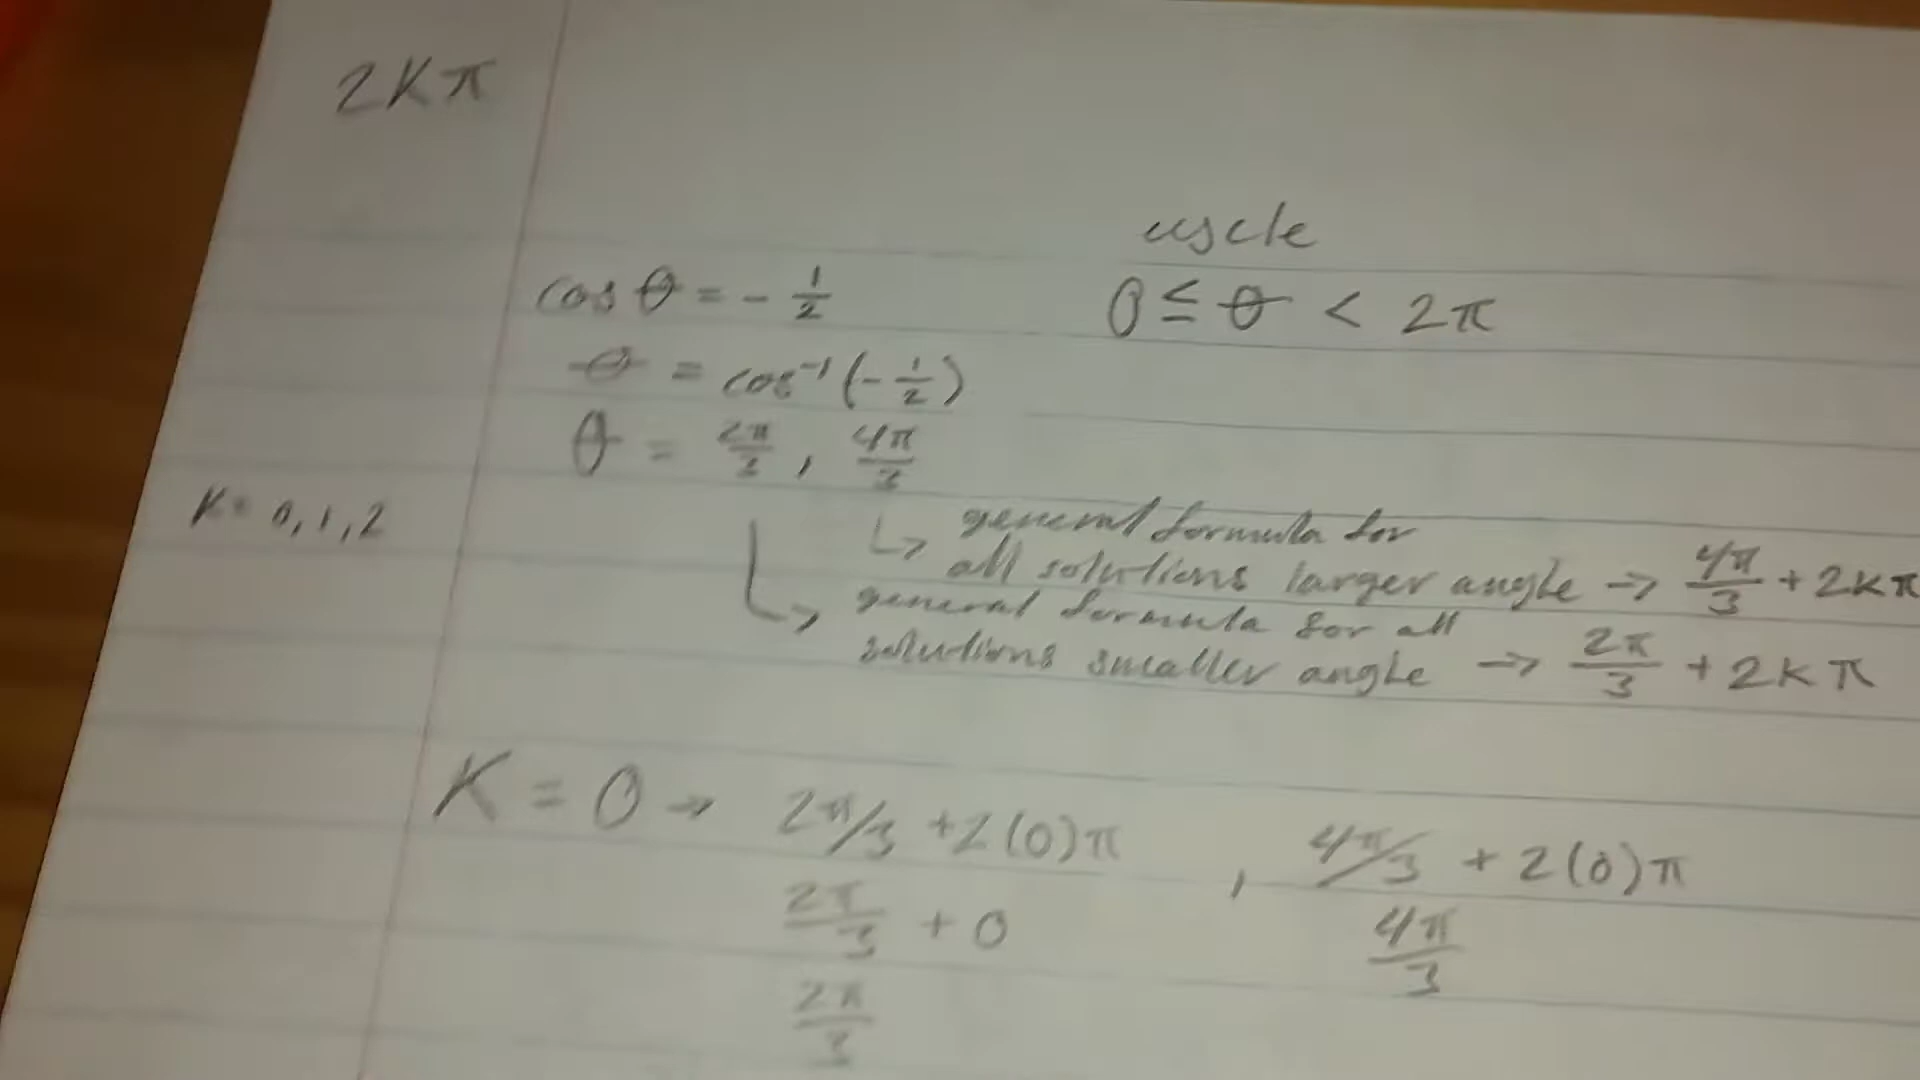 2Kπ
cycle
cos θ = - 1/2
0 ≤ θ < 2π
θ = cos⁻¹(-1/2)
θ = 2π/3, 4π/3
K = 0, 1, 2
↳ general formula for
all solutions larger angle → 4π/3 + 2Kπ
↳ general formula for all
solutions smaller angle → 2π/3 + 2Kπ
K = 0 → 2π/3 + 2(0)π , 4π/3 + 2(0)π
2π/3 + 0
4π/3
2π/3